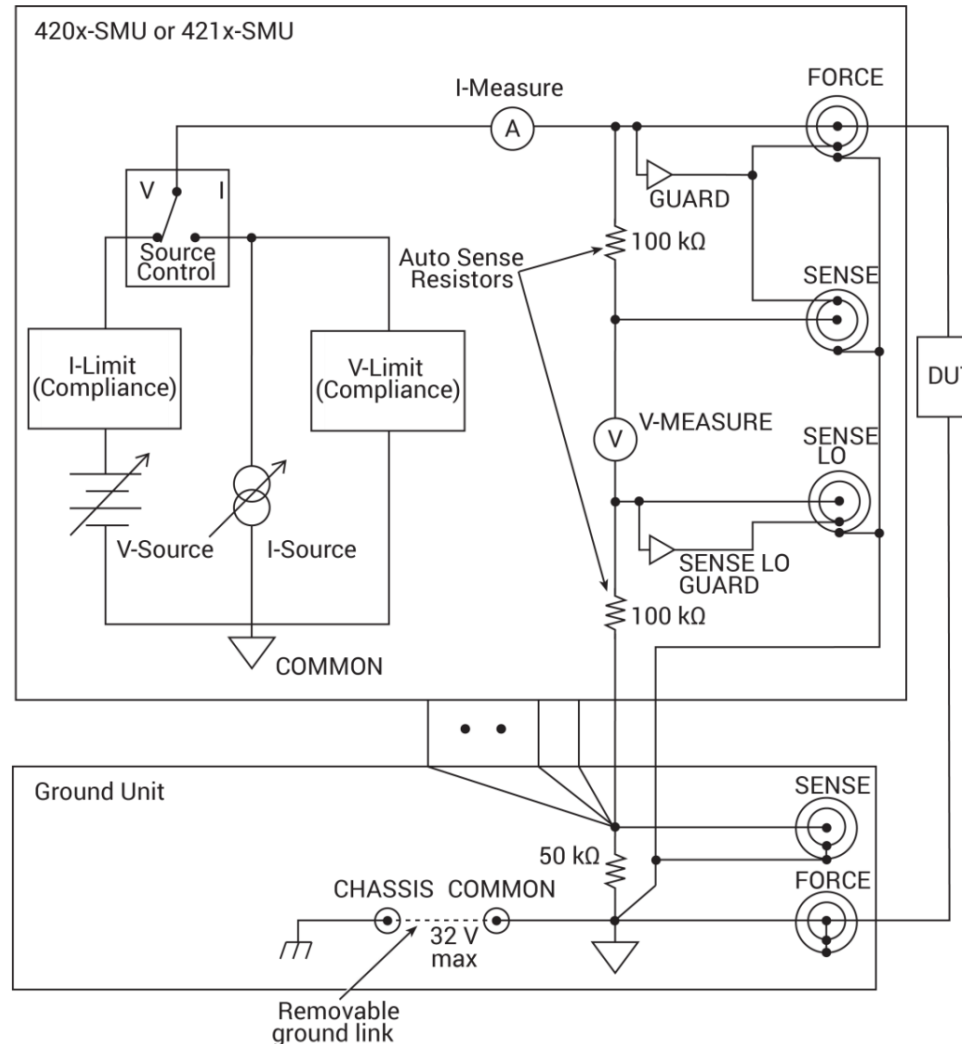 420x-SMU or 421x-SMU
I-Measure
FORCE
A
V I
Source
Control
GUARD
100 kΩ
Auto Sense
Resistors
SENSE
I-Limit
(Compliance)
V-Limit
(Compliance)
DUT
V
V-MEASURE
SENSE
LO
V-Source
I-Source
SENSE LO
GUARD
100 kΩ
COMMON
Ground Unit
SENSE
50 kΩ
FORCE
CHASSIS COMMON
32 V
max
Removable
ground link